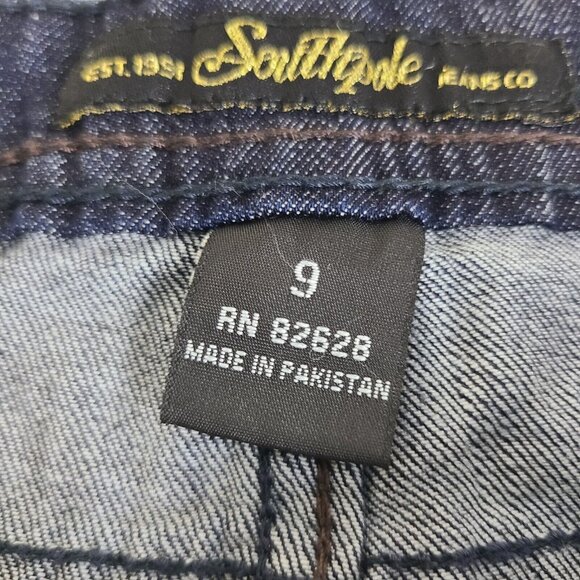 EST. 1991 Southpole JEANS CO
9
RN 82628
MADE IN PAKISTAN